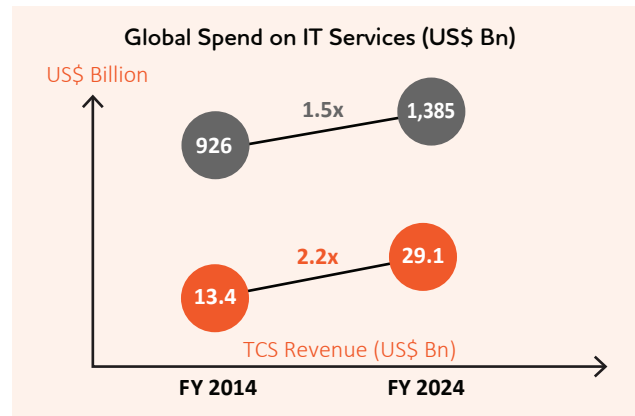 Global Spend on IT Services (US$ Bn)
US$ Billion
1.5x
926
1,385
2.2x
13.4
29.1
TCS Revenue (US$ Bn)
FY 2014
FY 2024